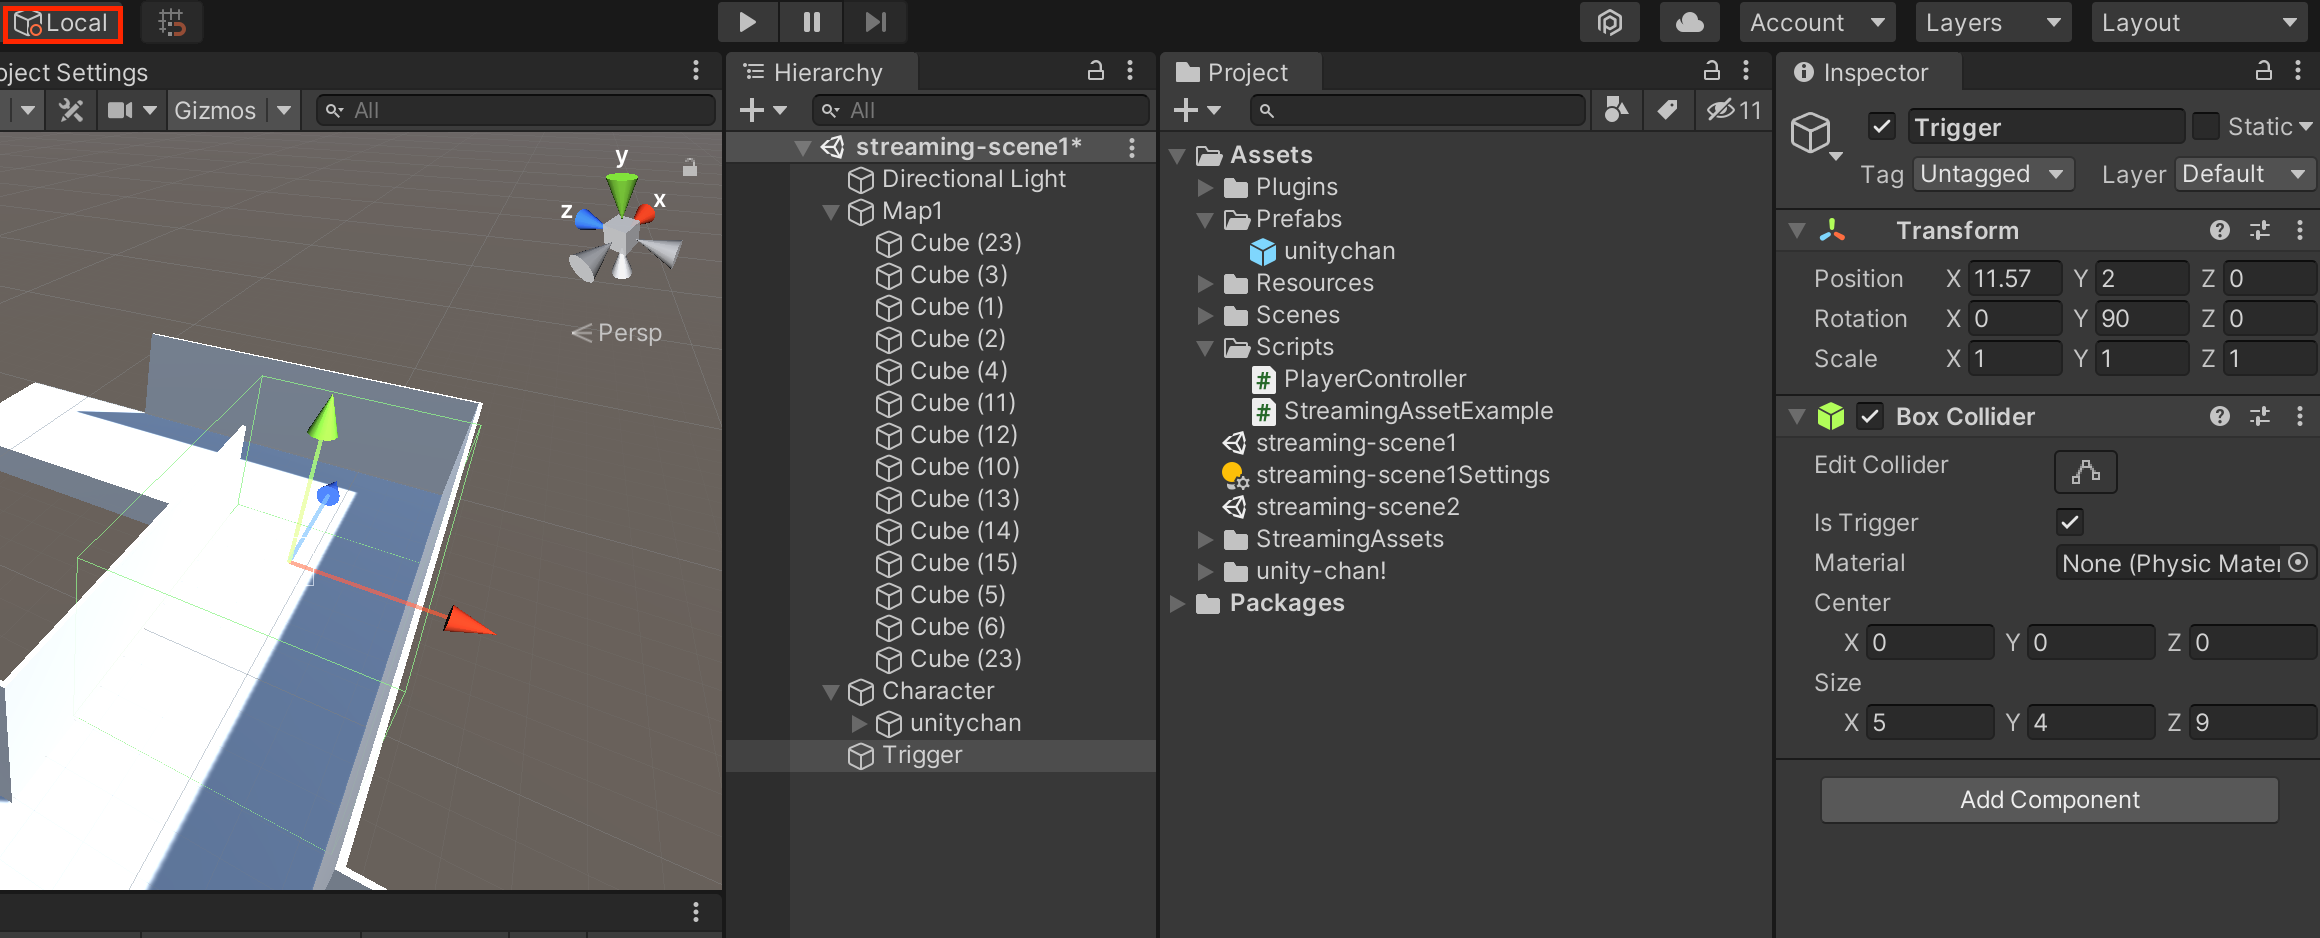 Local
Account
Layers
Layout
oject Settings
Gizmos
All
y
x
z
Persp
Hierarchy
All
streaming-scene1*
Directional Light
Map1
Cube (23)
Cube (3)
Cube (1)
Cube (2)
Cube (4)
Cube (11)
Cube (12)
Cube (10)
Cube (13)
Cube (14)
Cube (15)
Cube (5)
Cube (6)
Cube (23)
Character
unitychan
Trigger
Project
11
Assets
Plugins
Prefabs
unitychan
Resources
Scenes
Scripts
PlayerController
StreamingAssetExample
streaming-scene1
streaming-scene1Settings
streaming-scene2
StreamingAssets
unity-chan!
Packages
Inspector
Trigger
Static
Tag Untagged Layer Default
Transform
Position X 11.57 Y 2 Z 0
Rotation X 0 Y 90 Z 0
Scale X 1 Y 1 Z 1
Box Collider
Edit Collider
Is Trigger
Material None (Physic Mater
Center
X 0 Y 0 Z 0
Size
X 5 Y 4 Z 9
Add Component